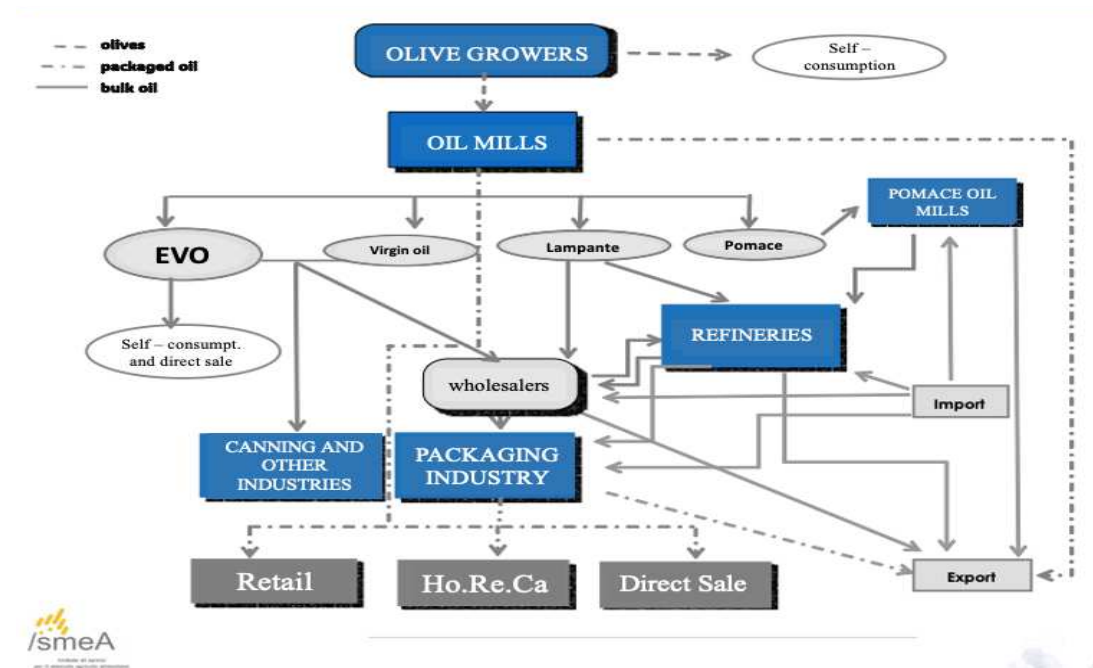 olives
packaged oil
bulk oil
OLIVE GROWERS
Self –
consumption
OIL MILLS
POMACE OIL
MILLS
EVO
Virgin oil
Lampante
Pomace
Self – consumpt.
and direct sale
REFINERIES
wholesalers
Import
CANNING AND
OTHER
INDUSTRIES
PACKAGING
INDUSTRY
Retail
Ho.Re.Ca
Direct Sale
Export
ismeA